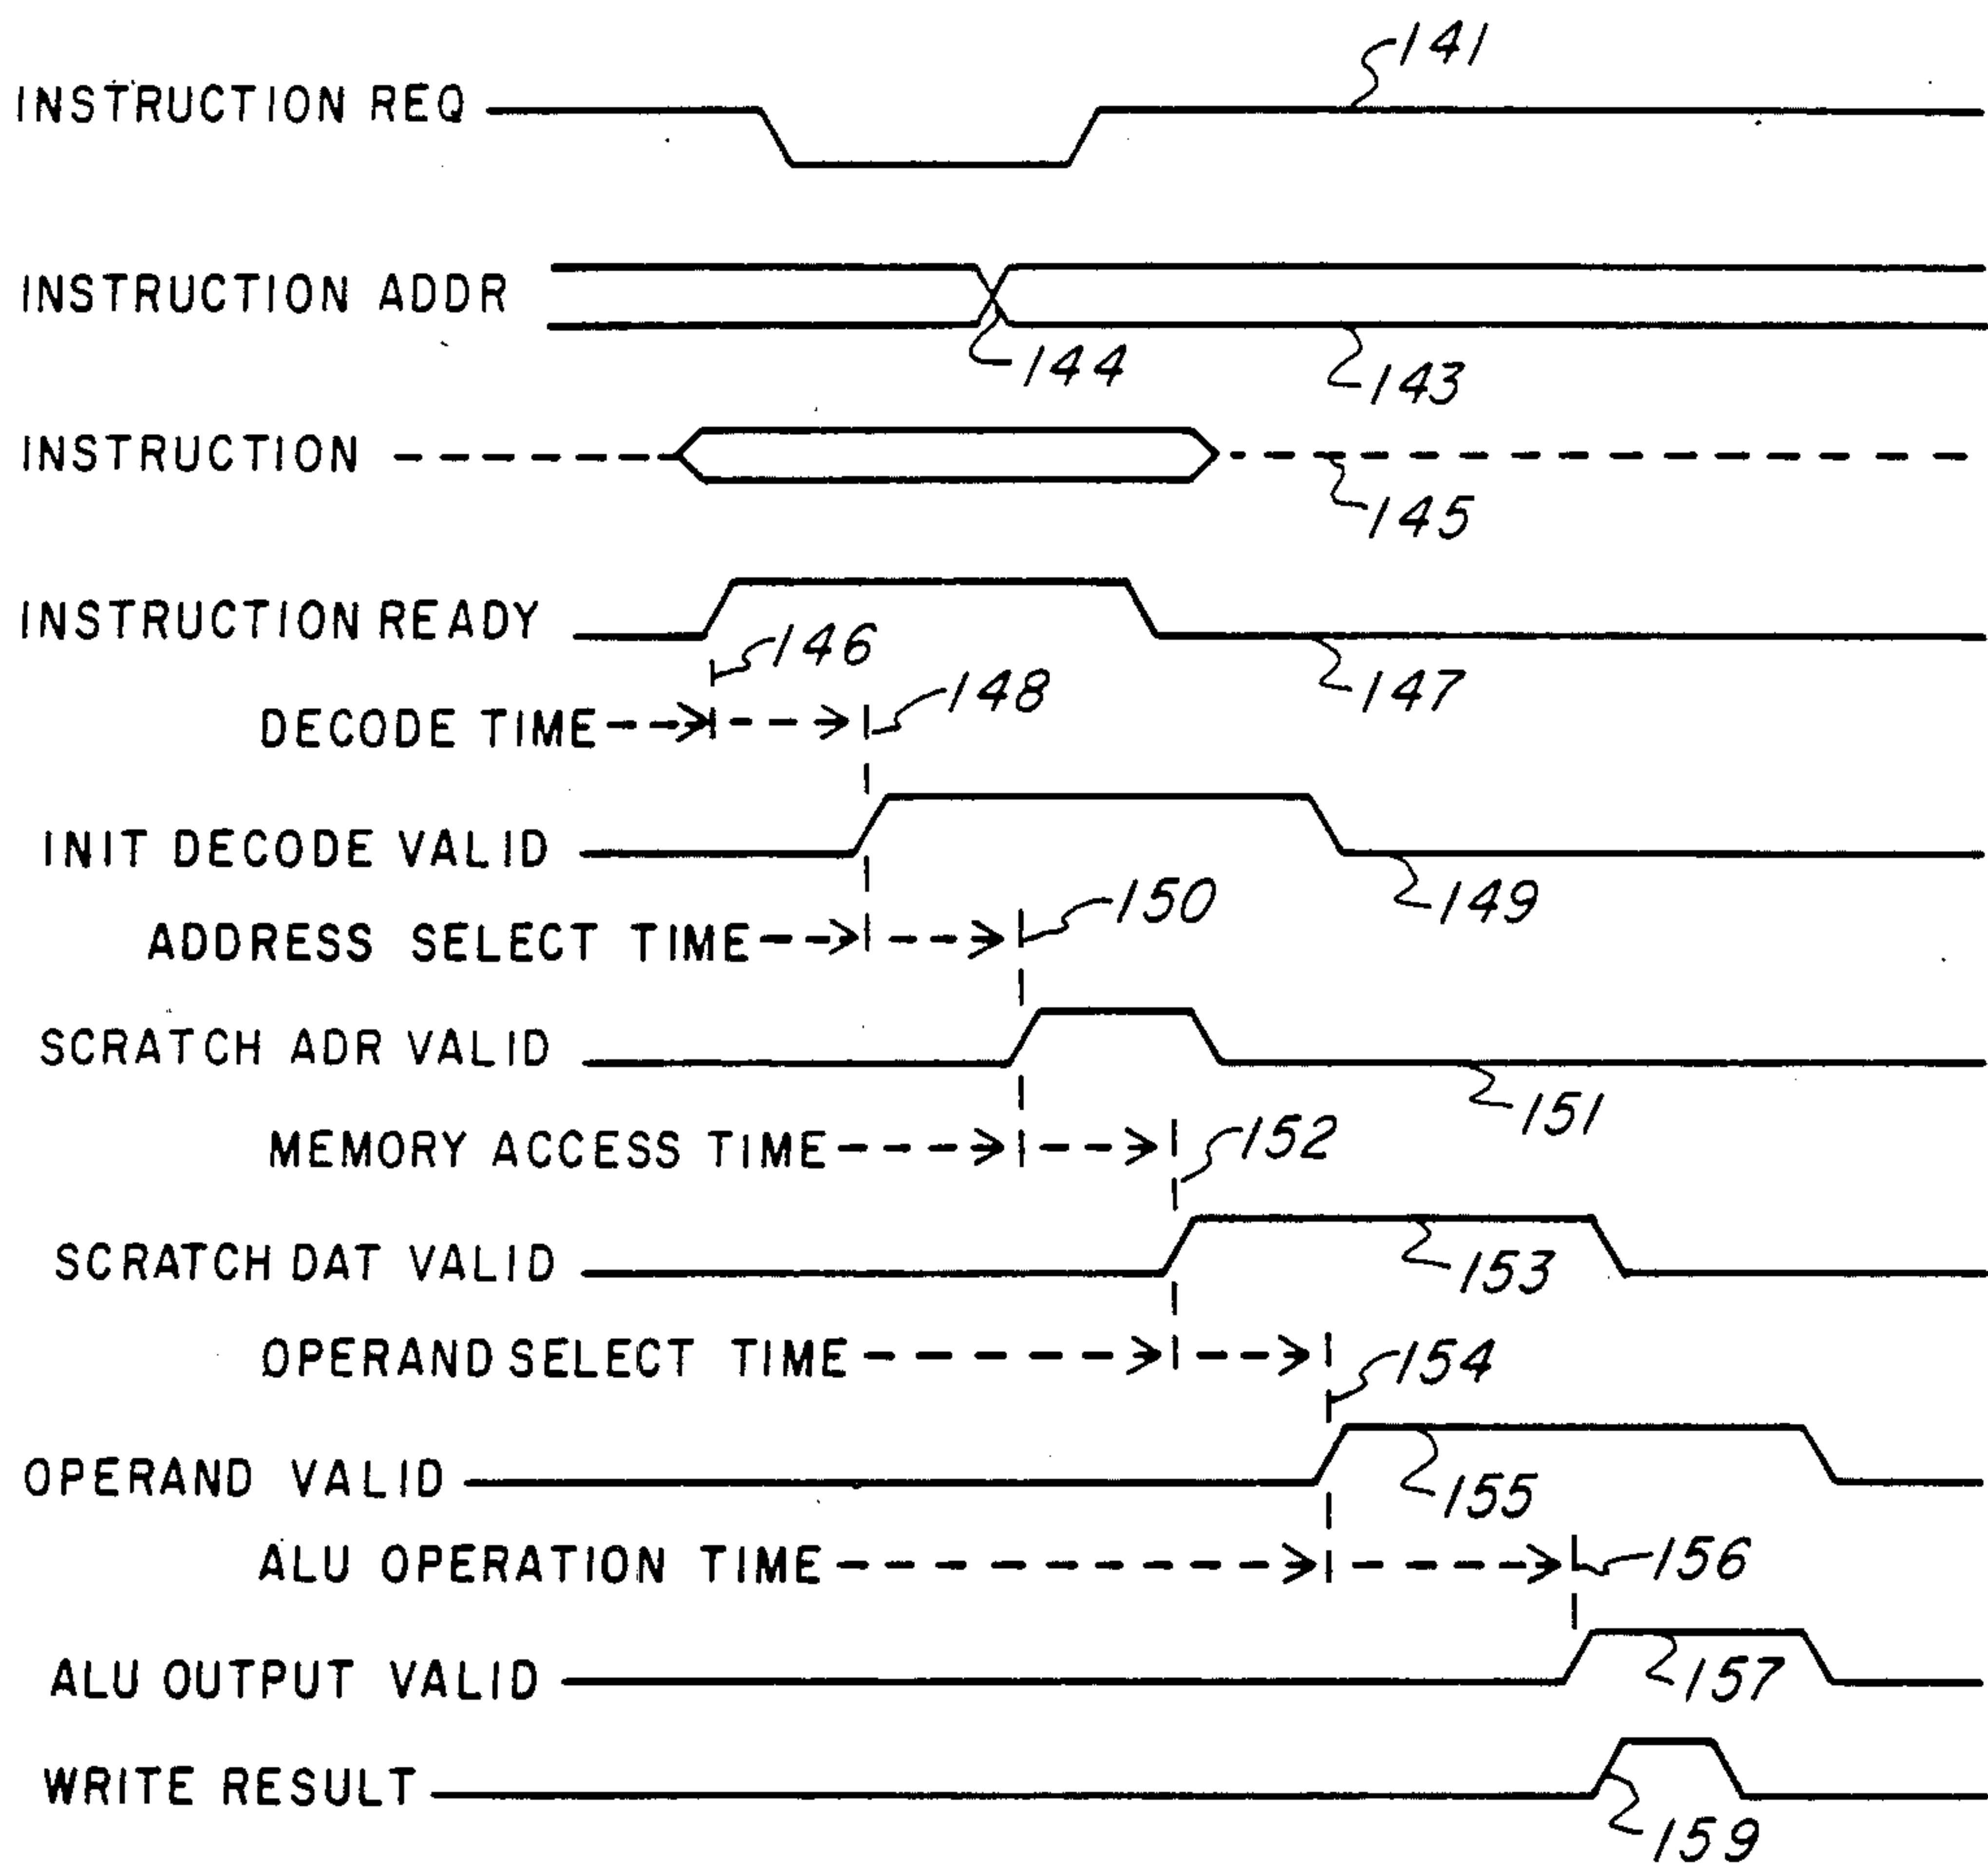 141
INSTRUCTION REQ
INSTRUCTION ADDR
144
143
INSTRUCTION
145
INSTRUCTION READY
146
147
148
DECODE TIME
INIT DECODE VALID
149
150
ADDRESS SELECT TIME
SCRATCH ADR VALID
151
MEMORY ACCESS TIME
152
SCRATCH DAT VALID
153
OPERAND SELECT TIME
154
OPERAND VALID
155
ALU OPERATION TIME
156
ALU OUTPUT VALID
157
WRITE RESULT
159